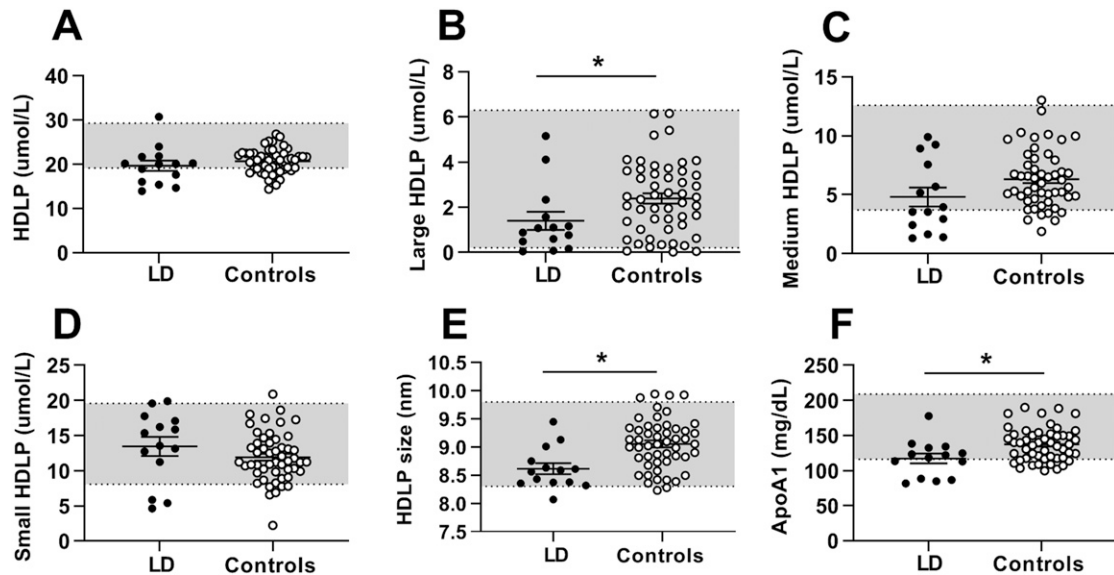 A
HDLP (umol/L)
40
30
20
10
0
LD Controls
B
Large HDLP (umol/L)
8
6
4
2
0
*
LD Controls
C
Medium HDLP (umol/L)
15
10
5
0
LD Controls
D
Small HDLP (umol/L)
25
20
15
10
5
0
LD Controls
E
HDLP size (nm)
10.5
10.0
9.5
9.0
8.5
8.0
7.5
*
LD Controls
F
ApoA1 (mg/dL)
250
200
150
100
50
0
*
LD Controls